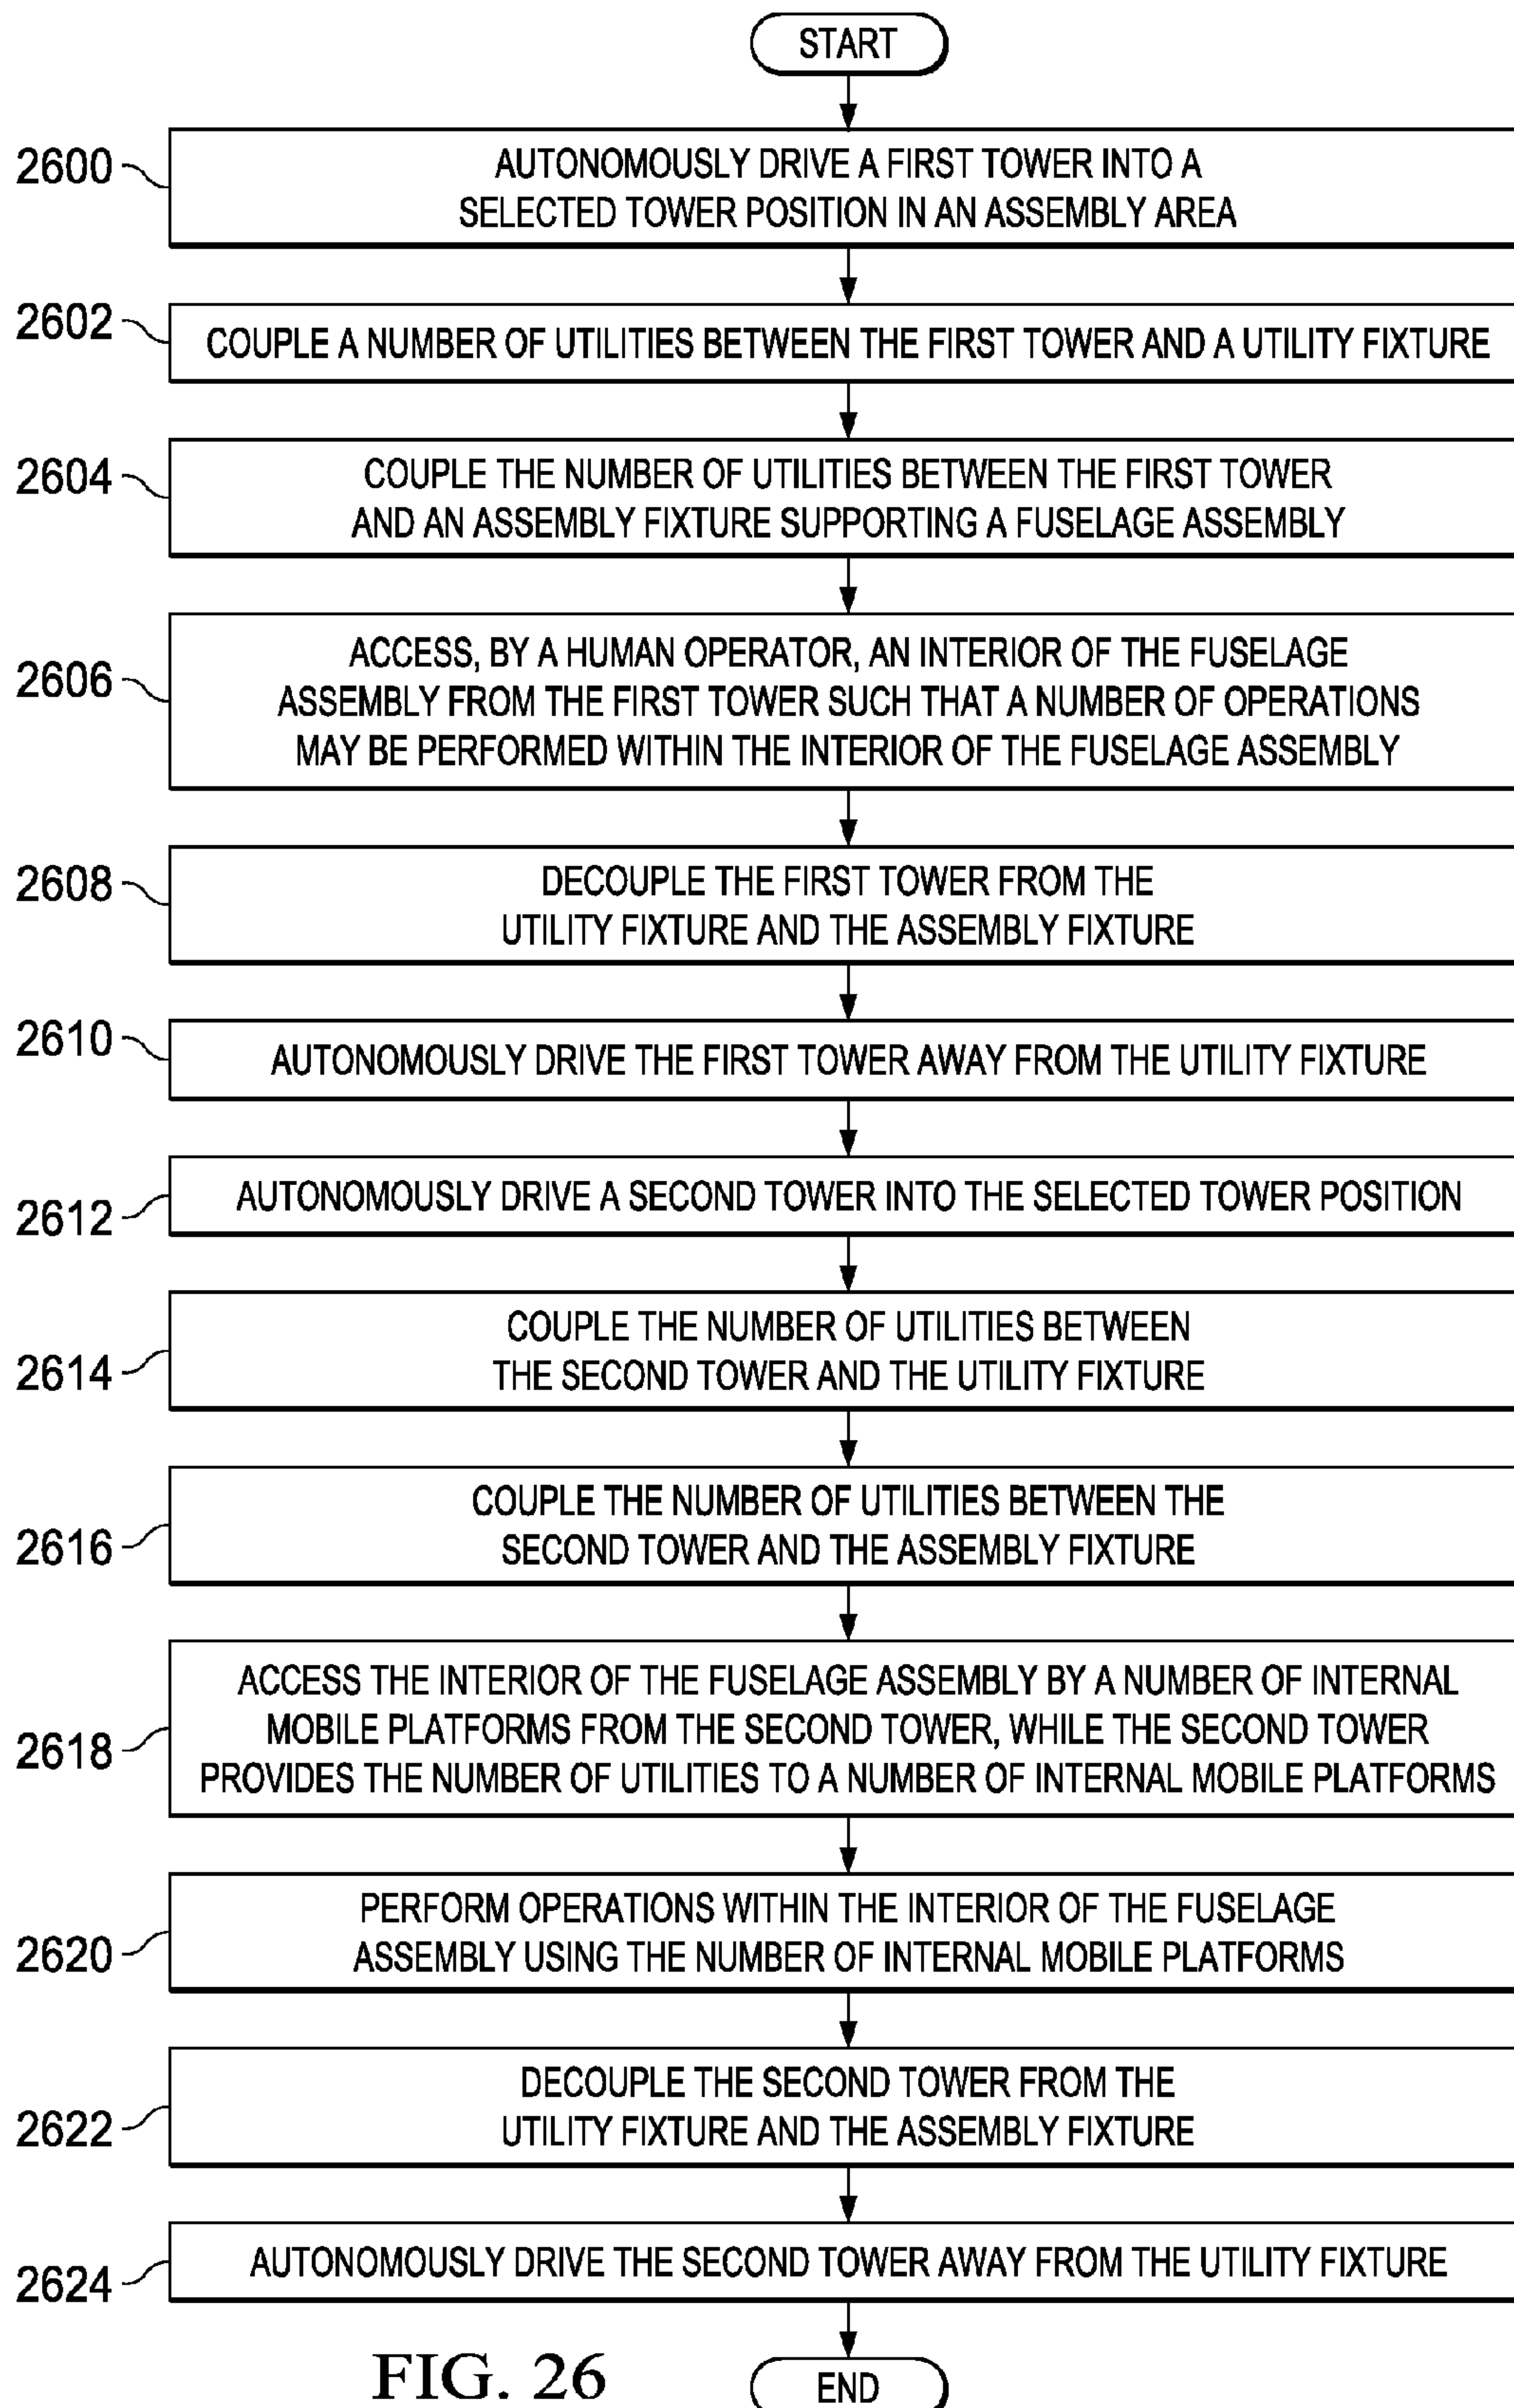 START
2600
AUTONOMOUSLY DRIVE A FIRST TOWER INTO A
SELECTED TOWER POSITION IN AN ASSEMBLY AREA
2602
COUPLE A NUMBER OF UTILITIES BETWEEN THE FIRST TOWER AND A UTILITY FIXTURE
2604
COUPLE THE NUMBER OF UTILITIES BETWEEN THE FIRST TOWER
AND AN ASSEMBLY FIXTURE SUPPORTING A FUSELAGE ASSEMBLY
2606
ACCESS, BY A HUMAN OPERATOR, AN INTERIOR OF THE FUSELAGE
ASSEMBLY FROM THE FIRST TOWER SUCH THAT A NUMBER OF OPERATIONS
MAY BE PERFORMED WITHIN THE INTERIOR OF THE FUSELAGE ASSEMBLY
2608
DECOUPLE THE FIRST TOWER FROM THE
UTILITY FIXTURE AND THE ASSEMBLY FIXTURE
2610
AUTONOMOUSLY DRIVE THE FIRST TOWER AWAY FROM THE UTILITY FIXTURE
2612
AUTONOMOUSLY DRIVE A SECOND TOWER INTO THE SELECTED TOWER POSITION
2614
COUPLE THE NUMBER OF UTILITIES BETWEEN
THE SECOND TOWER AND THE UTILITY FIXTURE
2616
COUPLE THE NUMBER OF UTILITIES BETWEEN THE
SECOND TOWER AND THE ASSEMBLY FIXTURE
2618
ACCESS THE INTERIOR OF THE FUSELAGE ASSEMBLY BY A NUMBER OF INTERNAL
MOBILE PLATFORMS FROM THE SECOND TOWER, WHILE THE SECOND TOWER
PROVIDES THE NUMBER OF UTILITIES TO A NUMBER OF INTERNAL MOBILE PLATFORMS
2620
PERFORM OPERATIONS WITHIN THE INTERIOR OF THE FUSELAGE
ASSEMBLY USING THE NUMBER OF INTERNAL MOBILE PLATFORMS
2622
DECOUPLE THE SECOND TOWER FROM THE
UTILITY FIXTURE AND THE ASSEMBLY FIXTURE
2624
AUTONOMOUSLY DRIVE THE SECOND TOWER AWAY FROM THE UTILITY FIXTURE
FIG. 26
END